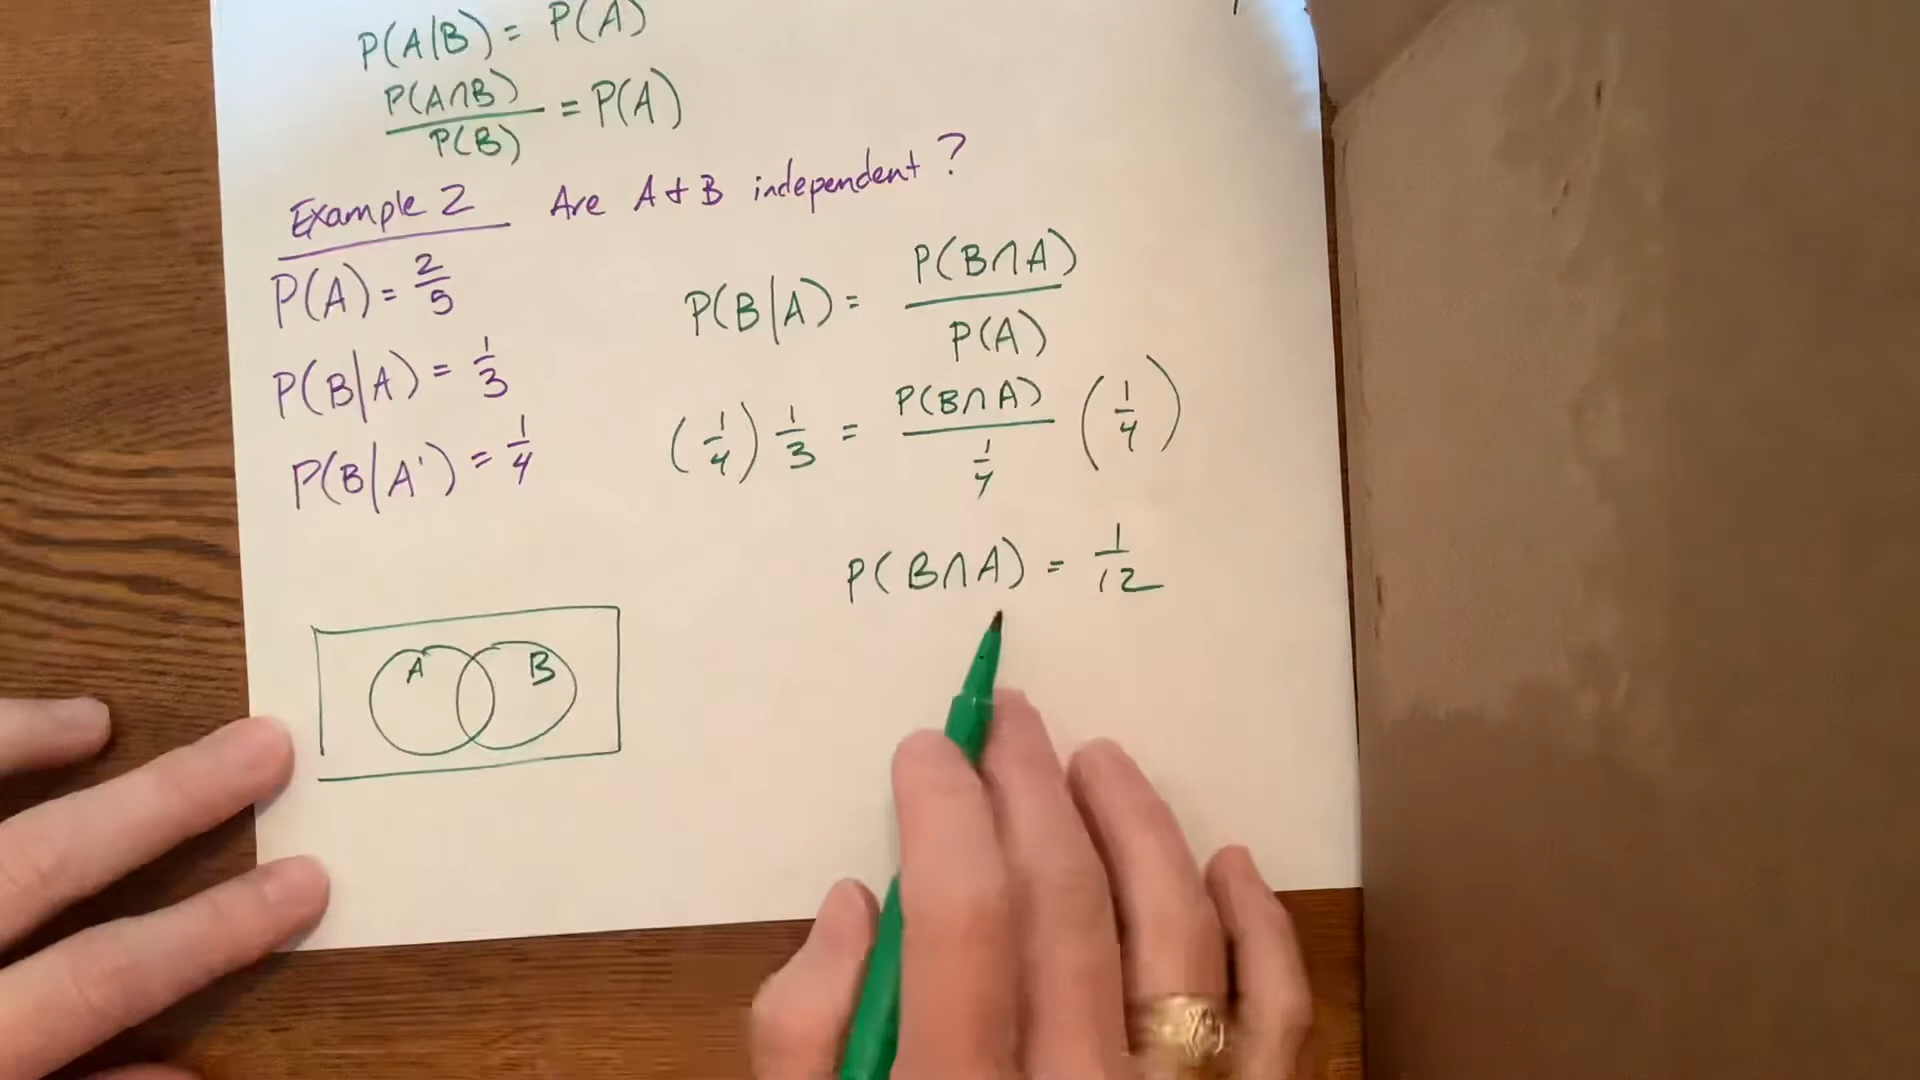 P(A|B) = P(A)
P(A∩B)/P(B) = P(A)
Example 2 Are A + B independent?
P(A) = 2/5
P(B|A) = 1/3
P(B|A') = 1/4
P(B|A) = P(B∩A)/P(A)
(1/4) 1/3 = P(B∩A)/(1/4) (1/4)
P(B∩A) = 1/12
A B